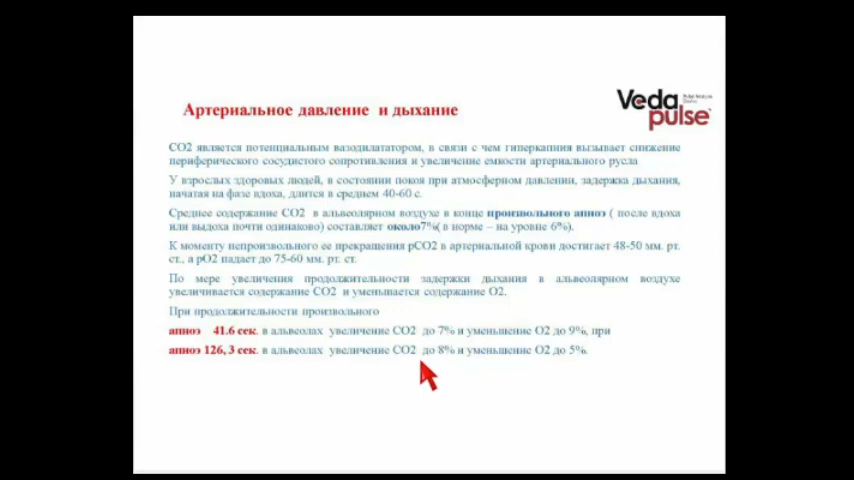 Артериальное давление и дыхание
Veda
pulse
СО2 является потенциальным вазодилататором, в связи с чем гиперкапния вызывает снижение
периферического сосудистого сопротивления и увеличение емкости артериального русла
У взрослых здоровых людей, в состоянии покоя при атмосферном давлении, задержка дыхания,
начатая на фазе вдоха, длится в среднем 40-60 с.
Среднее содержание СО2 в альвеолярном воздухе в конце произвольного апноэ ( после вдоха
или выдоха почти одинаково) составляет около7%( в норме – на уровне 6%).
К моменту непроизвольного ее прекращения рСО2 в артериальной крови достигает 48-50 мм. рт.
ст., а рО2 падает до 75-60 мм. рт. ст.
По мере увеличения продолжительности задержки дыхания в альвеолярном воздухе
увеличивается содержание СО2 и уменьшается содержание О2.
При продолжительности произвольного
апноэ 41.6 сек. в альвеолах увеличение СО2 до 7% и уменьшение О2 до 9%, при
апноэ 126, 3 сек. в альвеолах увеличение СО2 до 8% и уменьшение О2 до 5%.